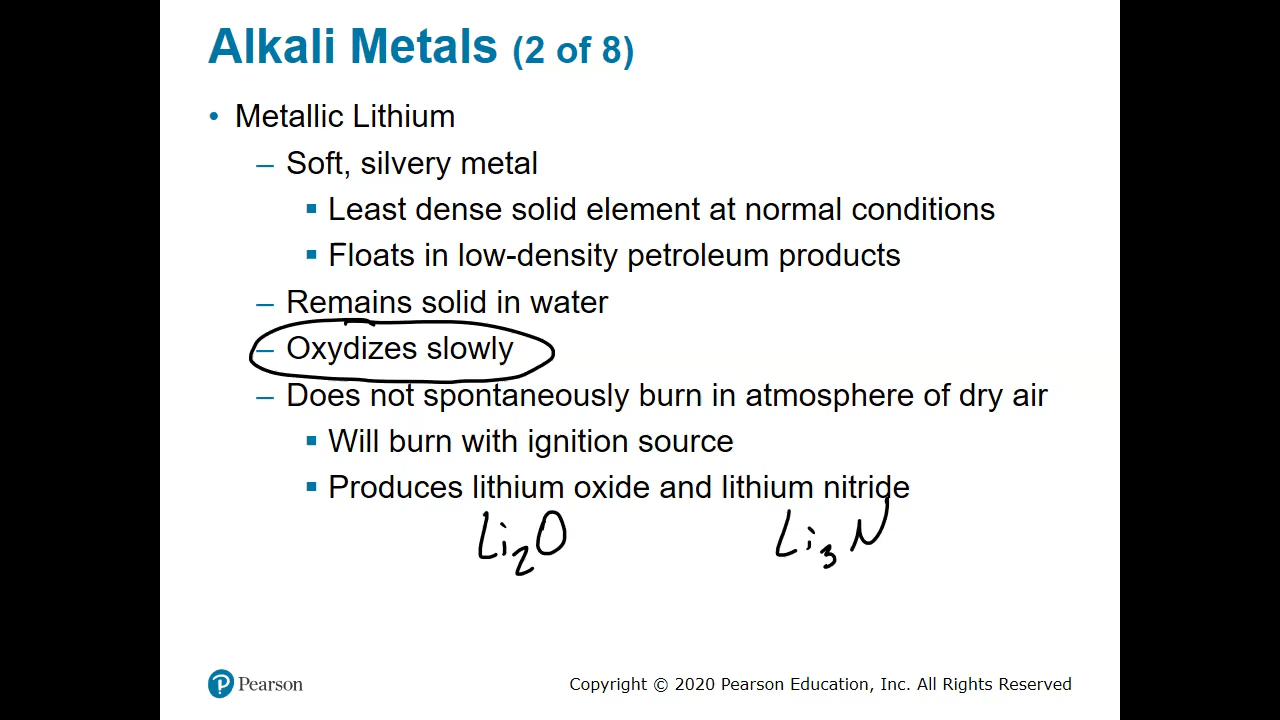 Alkali Metals (2 of 8)
• Metallic Lithium
– Soft, silvery metal
▪ Least dense solid element at normal conditions
▪ Floats in low-density petroleum products
– Remains solid in water
– Oxydizes slowly
– Does not spontaneously burn in atmosphere of dry air
▪ Will burn with ignition source
▪ Produces lithium oxide and lithium nitride
Li₂O Li₃N
Pearson Copyright © 2020 Pearson Education, Inc. All Rights Reserved